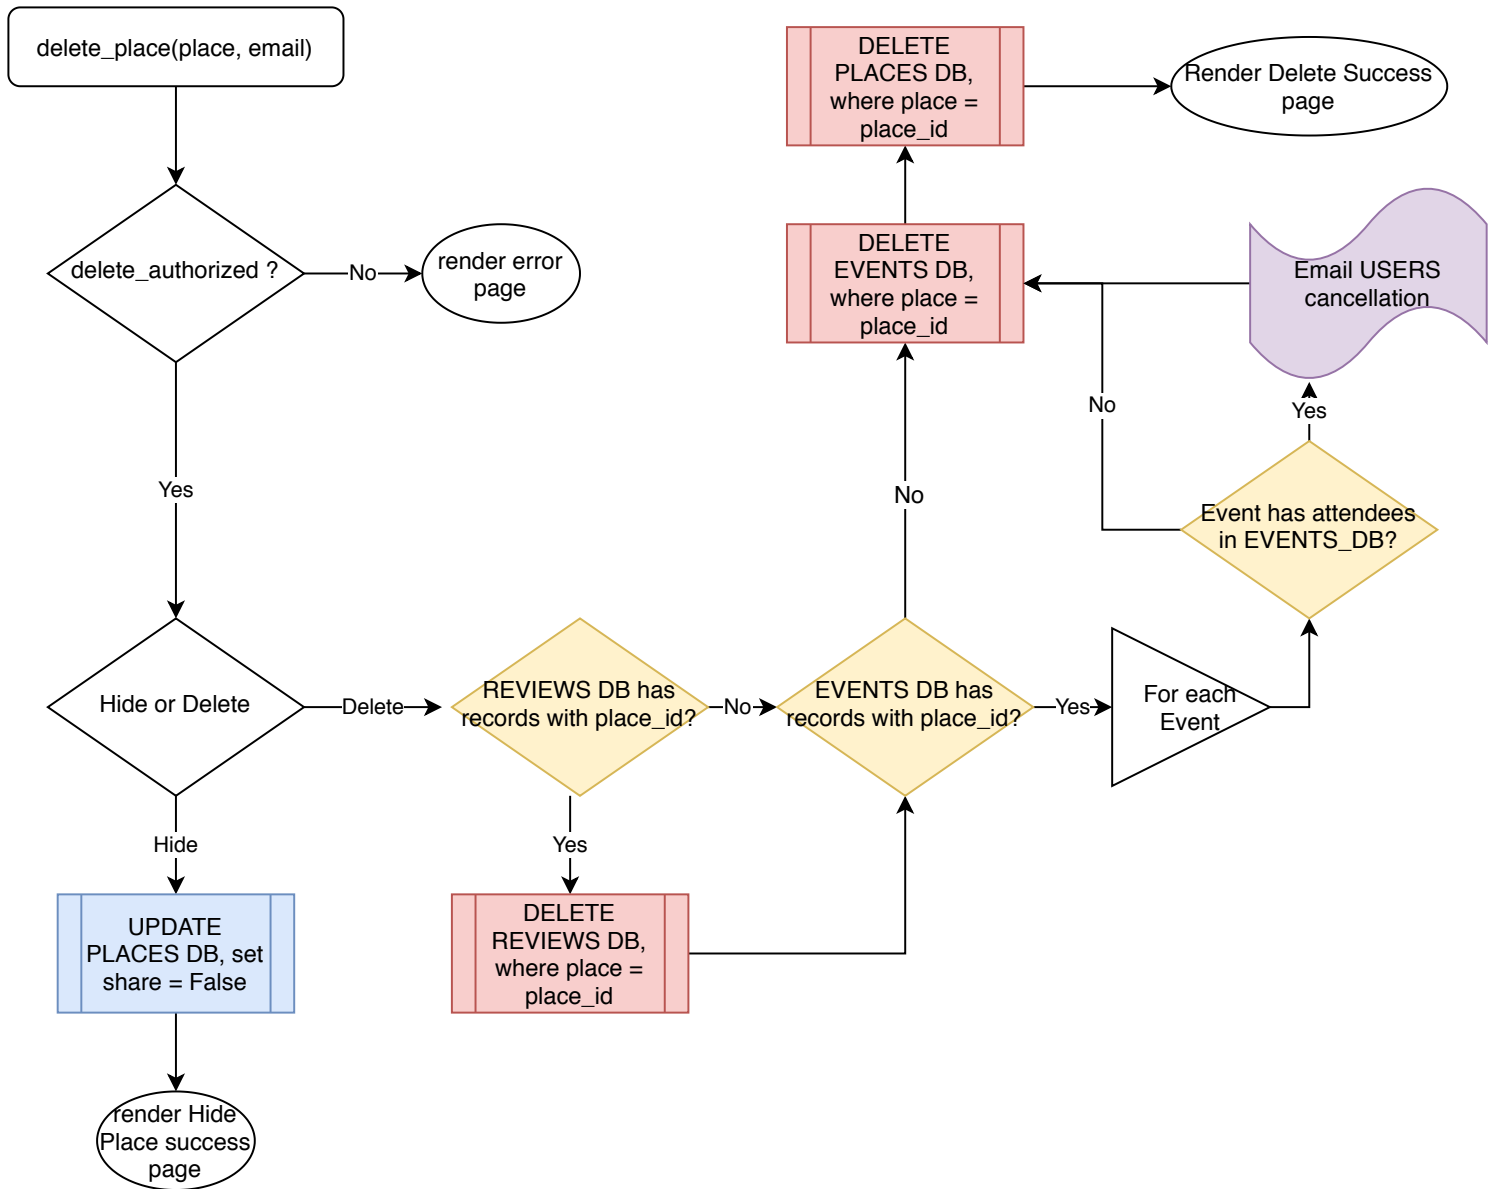 delete_place(place, email)
delete_authorized ?
No
render error
page
Yes
Hide or Delete
Delete
Hide
UPDATE
PLACES DB, set
share = False
render Hide
Place success
page
REVIEWS DB has
records with place_id?
No
Yes
DELETE
REVIEWS DB,
where place =
place_id
EVENTS DB has
records with place_id?
No
Yes
For each
Event
Event has attendees
in EVENTS_DB?
No
Yes
Email USERS
cancellation
DELETE
EVENTS DB,
where place =
place_id
DELETE
PLACES DB,
where place =
place_id
Render Delete Success
page